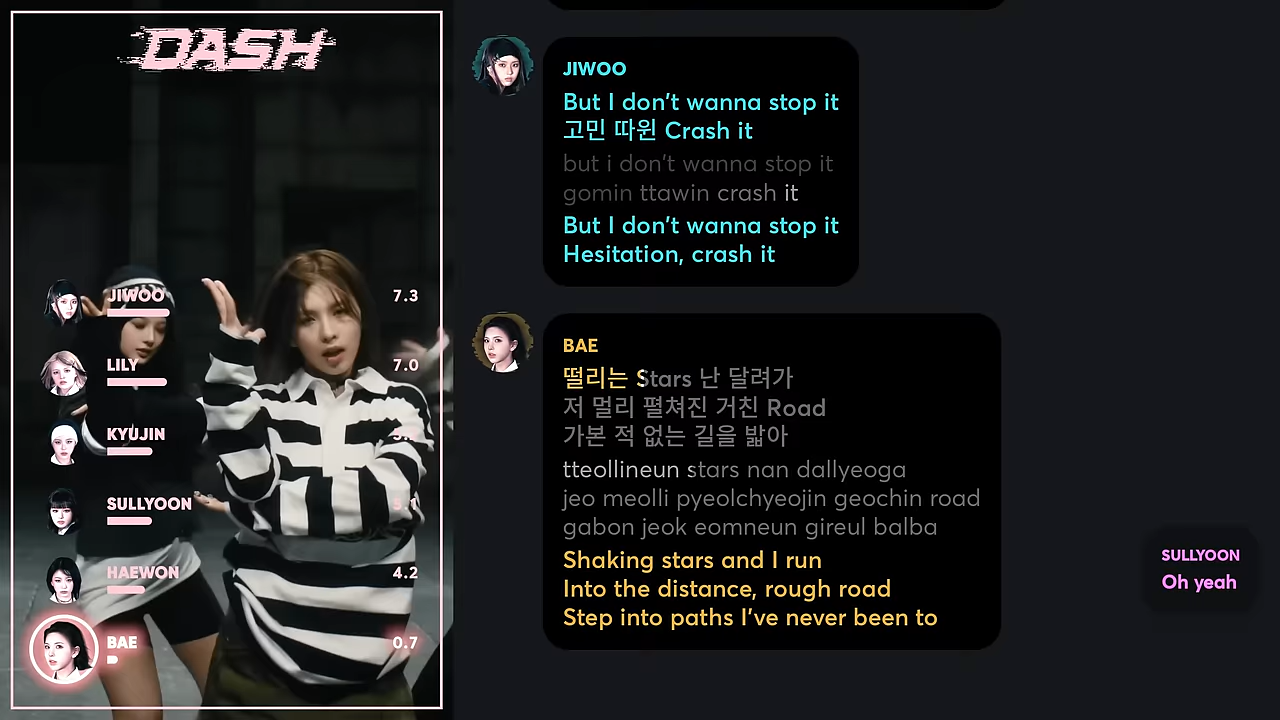 DASH
JIWOO
7.3
LILY
7.0
KYUJIN
SULLYOON
5.1
HAEWON
4.2
BAE
0.7
JIWOO
But I don't wanna stop it
고민 따윈 Crash it
but i don't wanna stop it
gomin ttawin crash it
But I don't wanna stop it
Hesitation, crash it
BAE
떨리는 Stars 난 달려가
저 멀리 펼쳐진 거친 Road
가본 적 없는 길을 밟아
tteollineun stars nan dallyeoga
jeo meolli pyeolchyeojin geochin road
gabon jeok eomneun gireul balba
Shaking stars and I run
Into the distance, rough road
Step into paths I've never been to
SULLYOON
Oh yeah